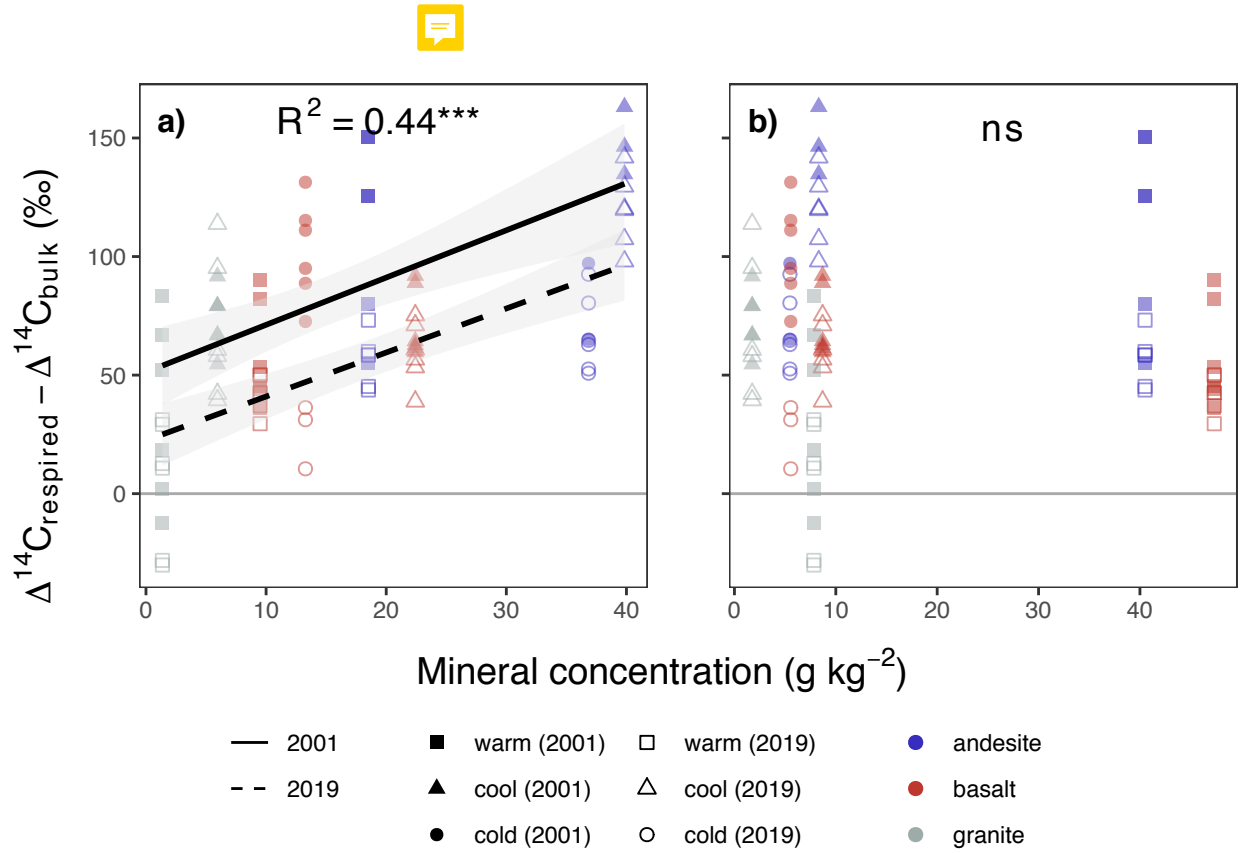 a) R² = 0.44***
b) ns
150
100
50
0
Δ¹⁴C_respired − Δ¹⁴C_bulk (‰)
0 10 20 30 40
0 10 20 30 40
Mineral concentration (g kg⁻²)
2001 warm (2001) warm (2019) andesite
2019 cool (2001) cool (2019) basalt
cold (2001) cold (2019) granite